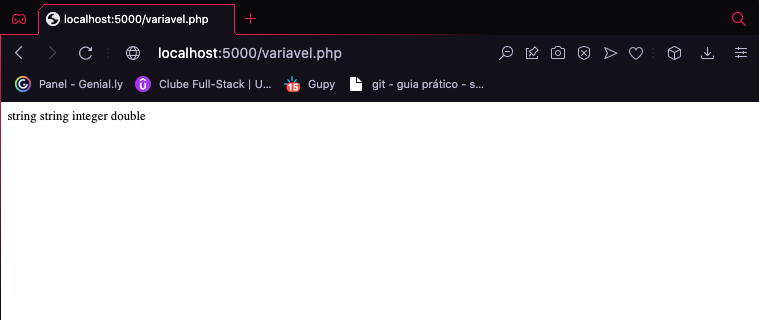 localhost:5000/variavel.php
localhost:5000/variavel.php
Panel - Genial.ly Clube Full-Stack | U... 15 Gupy git - guia prático - s...
string string integer double